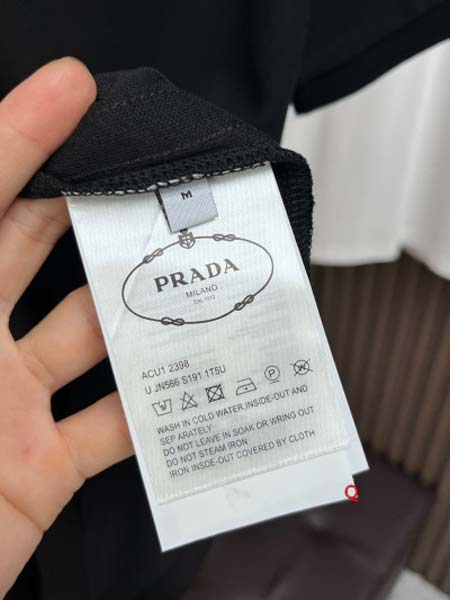 M
PRADA
MILANO
DAL 1913
ACU1 2398
U JN566 S191 1T5U
P
WASH IN COLD WATER,INSIDE-OUT AND
SEP ARATELY
DO NOT LEAVE IN SOAK OR WRING OUT
DO NOT STEAM IRON
IRON INSDE-OUT COVERED BY CLOTH
Q